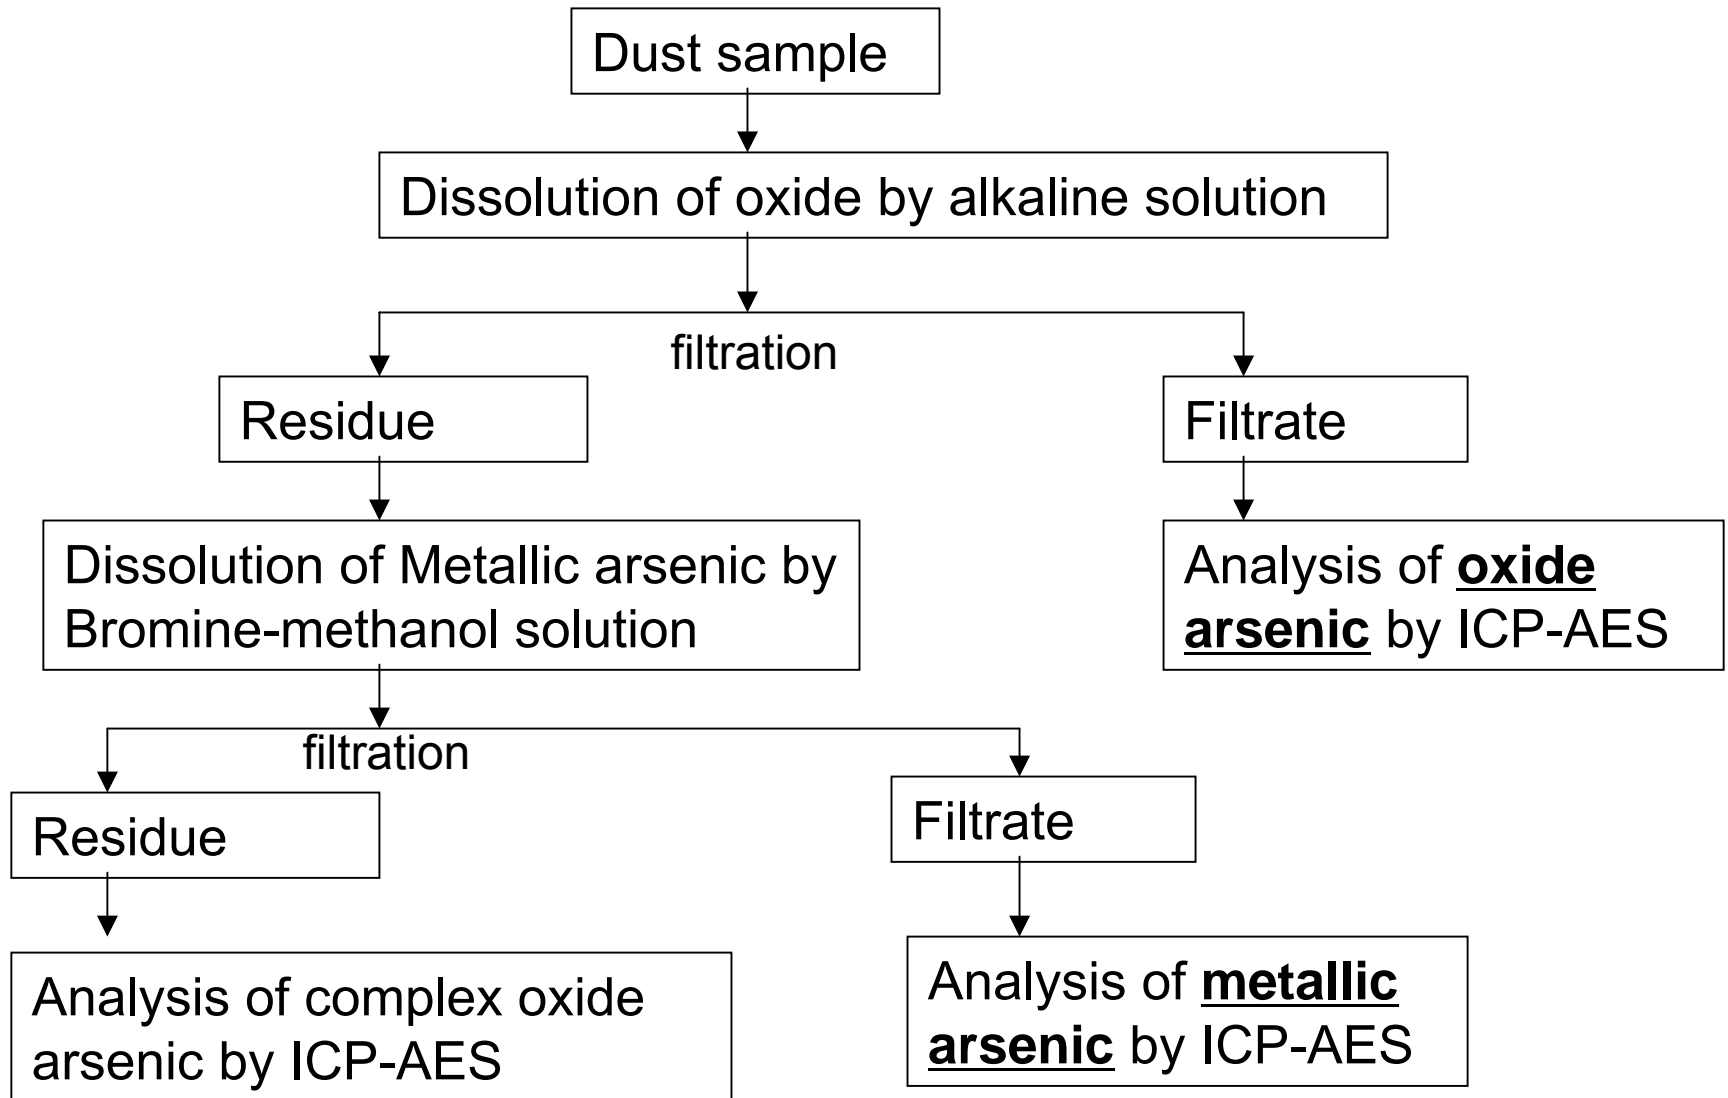 Dust sample
Dissolution of oxide by alkaline solution
filtration
Residue
Filtrate
Dissolution of Metallic arsenic by
Bromine-methanol solution
Analysis of oxide
arsenic by ICP-AES
filtration
Residue
Filtrate
Analysis of complex oxide
arsenic by ICP-AES
Analysis of metallic
arsenic by ICP-AES